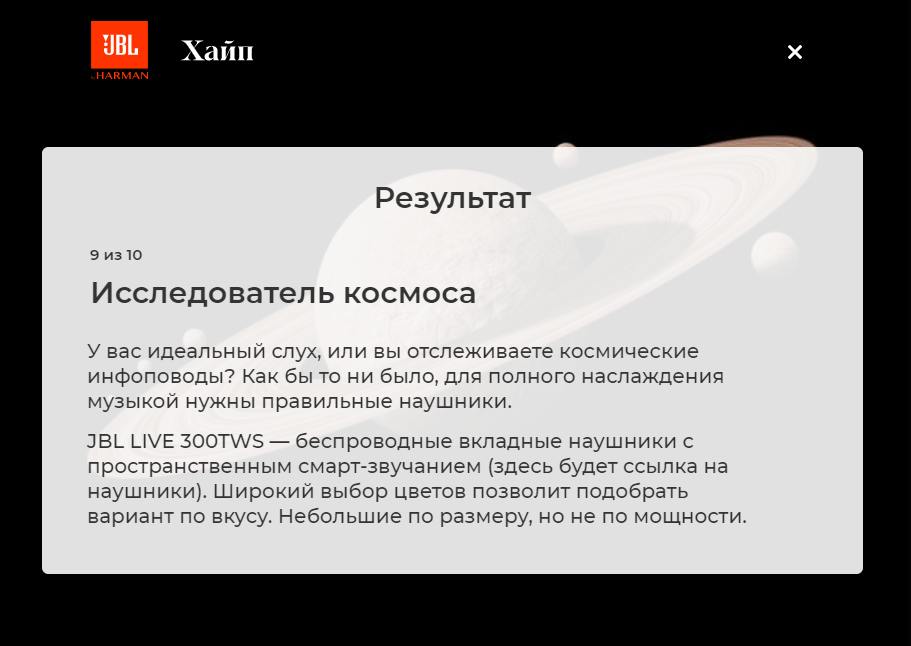 JBL
by HARMAN
Хайп
Результат
9 из 10
Исследователь космоса
У вас идеальный слух, или вы отслеживаете космические
инфоповоды? Как бы то ни было, для полного наслаждения
музыкой нужны правильные наушники.
JBL LIVE 300TWS — беспроводные вкладные наушники с
пространственным смарт-звучанием (здесь будет ссылка на
наушники). Широкий выбор цветов позволит подобрать
вариант по вкусу. Небольшие по размеру, но не по мощности.